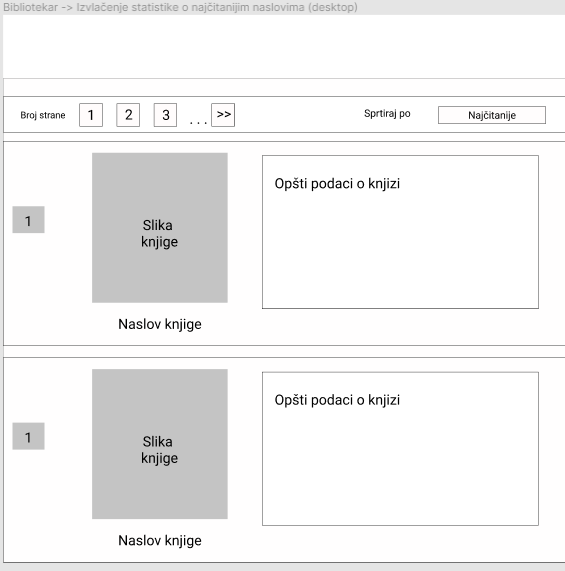 Bibliotekar -> Izvlačenje statistike o najčitanijim naslovima (desktop)
Broj strane 1 2 3 ... >> Sprtiraj po Najčitanije
1
Slika
knjige
Naslov knjige
Opšti podaci o knjizi
1
Slika
knjige
Naslov knjige
Opšti podaci o knjizi